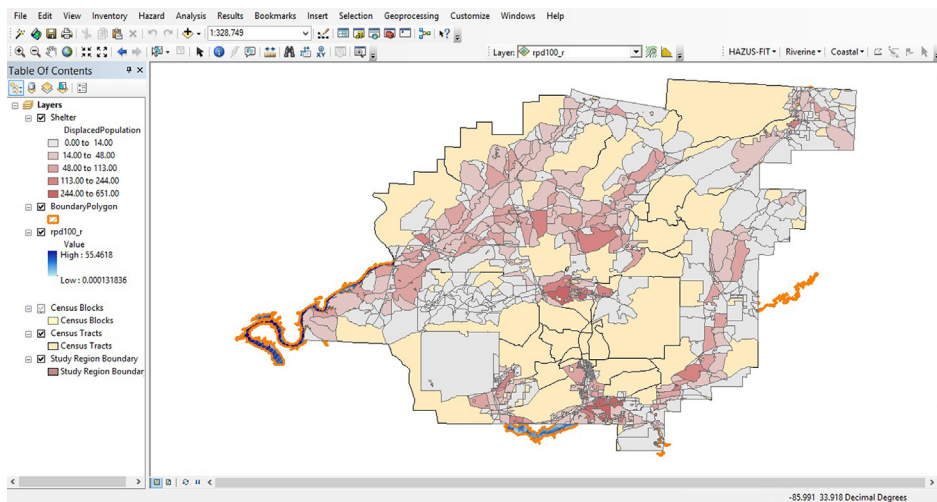 File Edit View Inventory Hazard Analysis Results Bookmarks Insert Selection Geoprocessing Customize Windows Help
1:328,749
Layer: rpd100_r HAZUS-FIT Riverine Coastal
Table Of Contents
Layers
Shelter
DisplacedPopulation
0.00 to 14.00
14.00 to 48.00
48.00 to 113.00
113.00 to 244.00
244.00 to 651.00
BoundaryPolygon
rpd100_r
Value
High : 55.4618
Low : 0.000131836
Census Blocks
Census Blocks
Census Tracts
Census Tracts
Study Region Boundary
Study Region Boundar
-85.991 33.918 Decimal Degrees